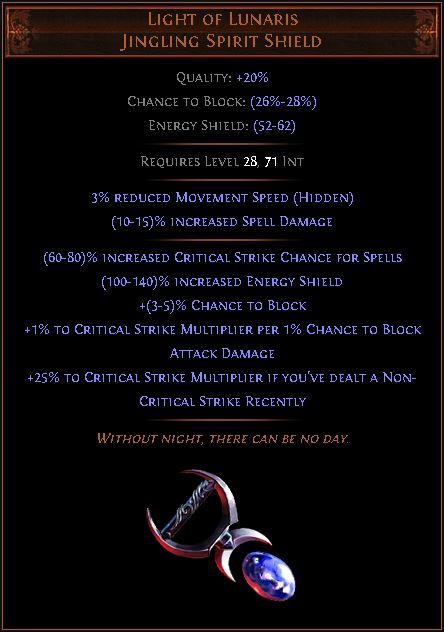 Light of Lunaris
Jingling Spirit Shield
Quality: +20%
Chance to Block: (26%-28%)
Energy Shield: (52-62)
Requires Level 28, 71 Int
3% reduced Movement Speed (Hidden)
(10-15)% increased Spell Damage
(60-80)% increased Critical Strike Chance for Spells
(100-140)% increased Energy Shield
+(3-5)% Chance to Block
+1% to Critical Strike Multiplier per 1% Chance to Block
Attack Damage
+25% to Critical Strike Multiplier if you've dealt a Non-
Critical Strike Recently
Without night, there can be no day.